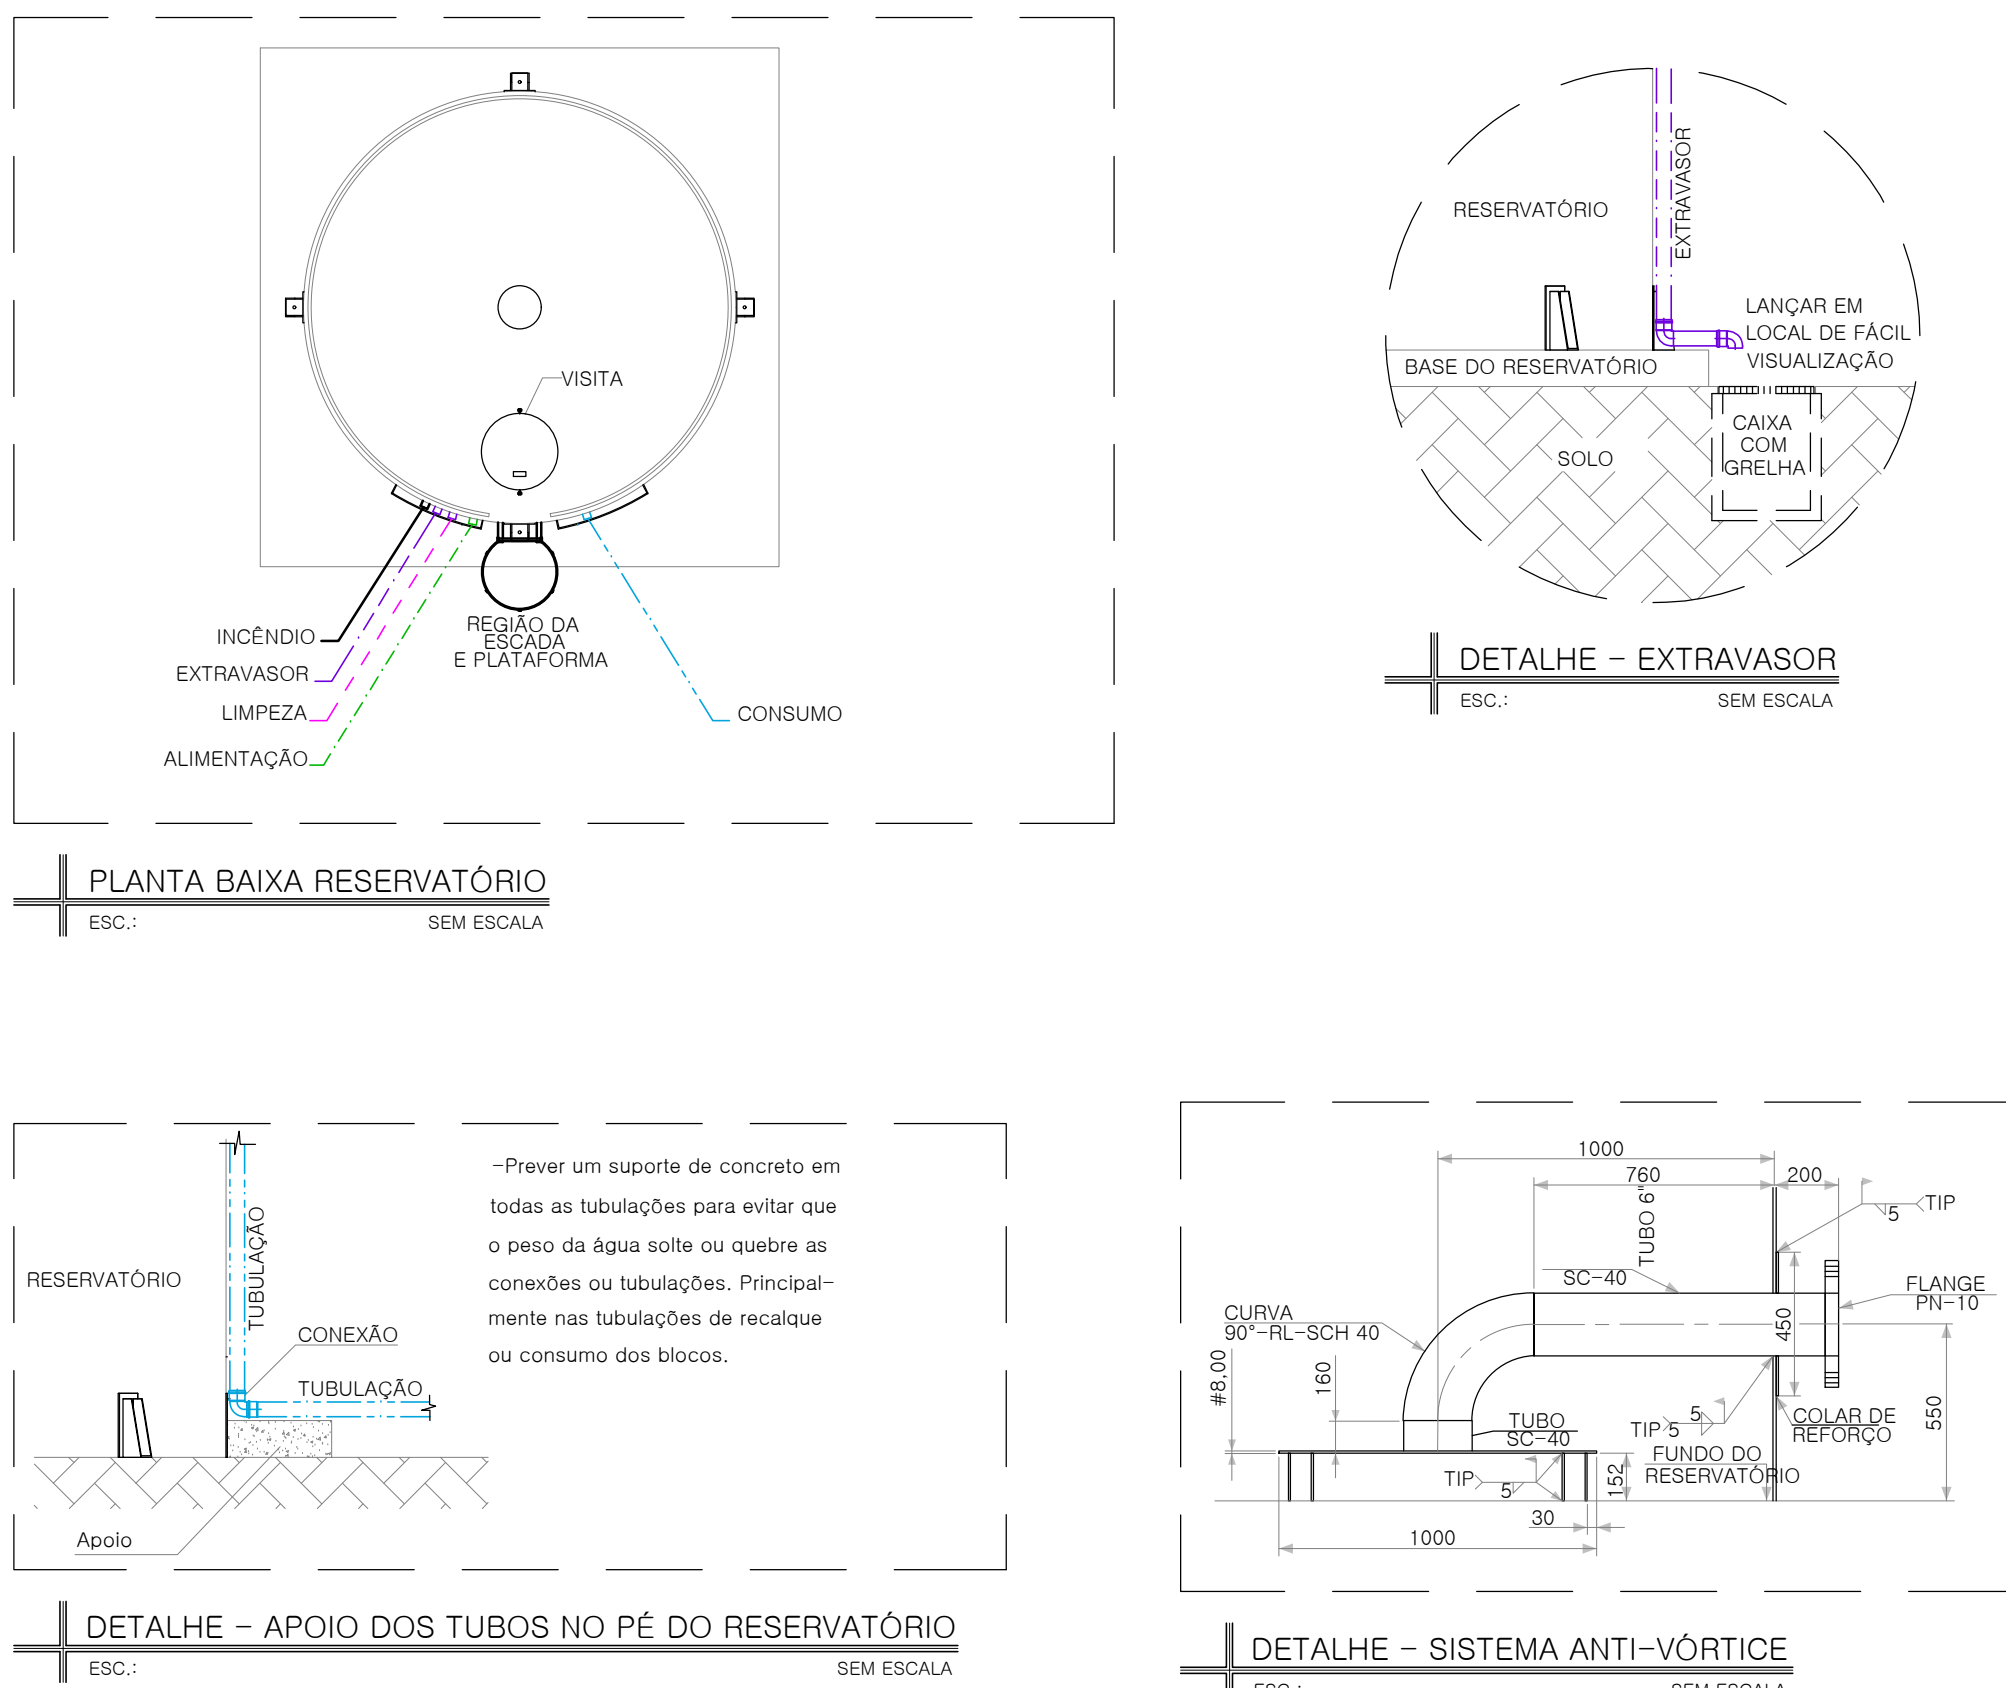 VISITA
INCÊNDIO
EXTRAVASOR
LIMPEZA
ALIMENTAÇÃO
REGIÃO DA
ESCADA
E PLATAFORMA
CONSUMO
PLANTA BAIXA RESERVATÓRIO
ESC.: SEM ESCALA
RESERVATÓRIO
EXTRAVASOR
LANÇAR EM
LOCAL DE FÁCIL
VISUALIZAÇÃO
BASE DO RESERVATÓRIO
CAIXA
COM
GRELHA
SOLO
DETALHE - EXTRAVASOR
ESC.: SEM ESCALA
RESERVATÓRIO
TUBULAÇÃO
CONEXÃO
TUBULAÇÃO
Apoio
-Prever um suporte de concreto em
todas as tubulações para evitar que
o peso da água solte ou quebre as
conexões ou tubulações. Principal-
mente nas tubulações de recalque
ou consumo dos blocos.
DETALHE - APOIO DOS TUBOS NO PÉ DO RESERVATÓRIO
ESC.: SEM ESCALA
1000
760
200
TUBO 6"
SC-40
5 TIP
FLANGE
PN-10
CURVA
90°-RL-SCH 40
450
#8,00
160
550
TUBO
SC-40
TIP 5
5
COLAR DE
REFORÇO
FUNDO DO
RESERVATÓRIO
TIP
5
152
30
1000
DETALHE - SISTEMA ANTI-VÓRTICE
ESC.: SEM ESCALA